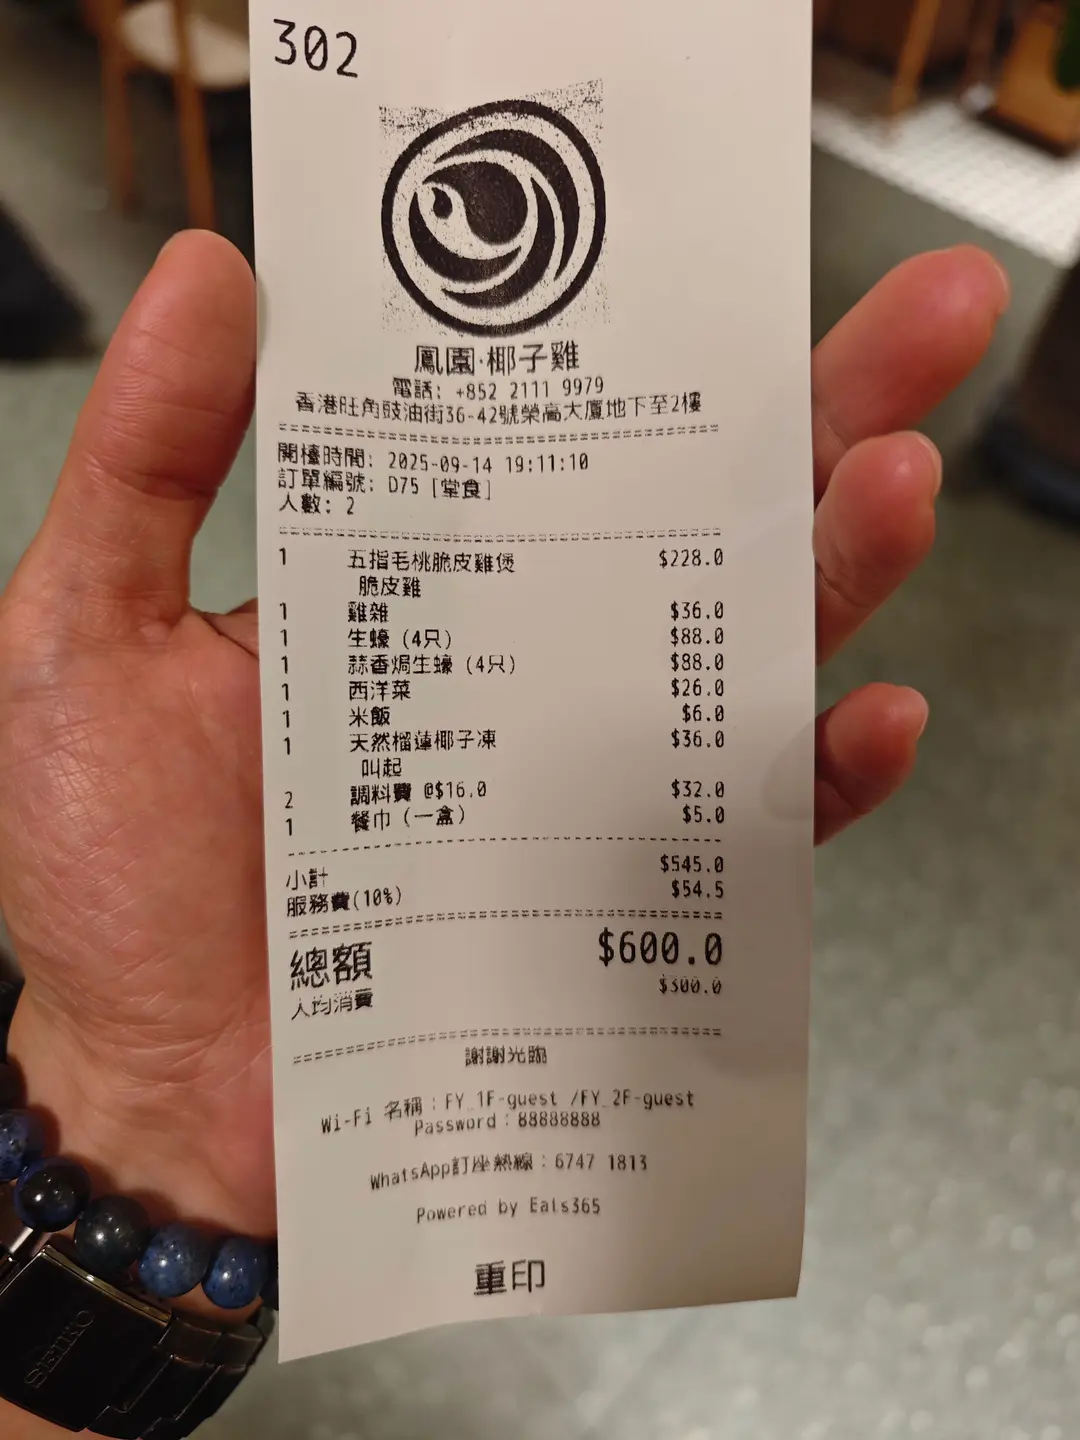 302
鳳園·椰子雞
電話: +852 2111 9979
香港旺角豉油街36-42號榮高大廈地下至2樓
開檯時間: 2025-09-14 19:11:10
訂單編號: D75 [堂食]
人數: 2
1 五指毛桃脆皮雞煲 $228.0
脆皮雞
1 雞雜 $36.0
1 生蠔 (4只) $88.0
1 蒜香焗生蠔 (4只) $88.0
1 西洋菜 $26.0
1 米飯 $6.0
1 天然榴蓮椰子凍 $36.0
叫起
2 調料費 @$16.0 $32.0
1 餐巾 (一盒) $5.0
小計 $545.0
服務費(10%) $54.5
總額 $600.0
人均消費 $300.0
謝謝光臨
Wi-Fi 名稱：FY_1F-guest /FY_2F-guest
Password：88888888
WhatsApp訂座熱線：6747 1813
Powered by Eats365
重印
SEIKO